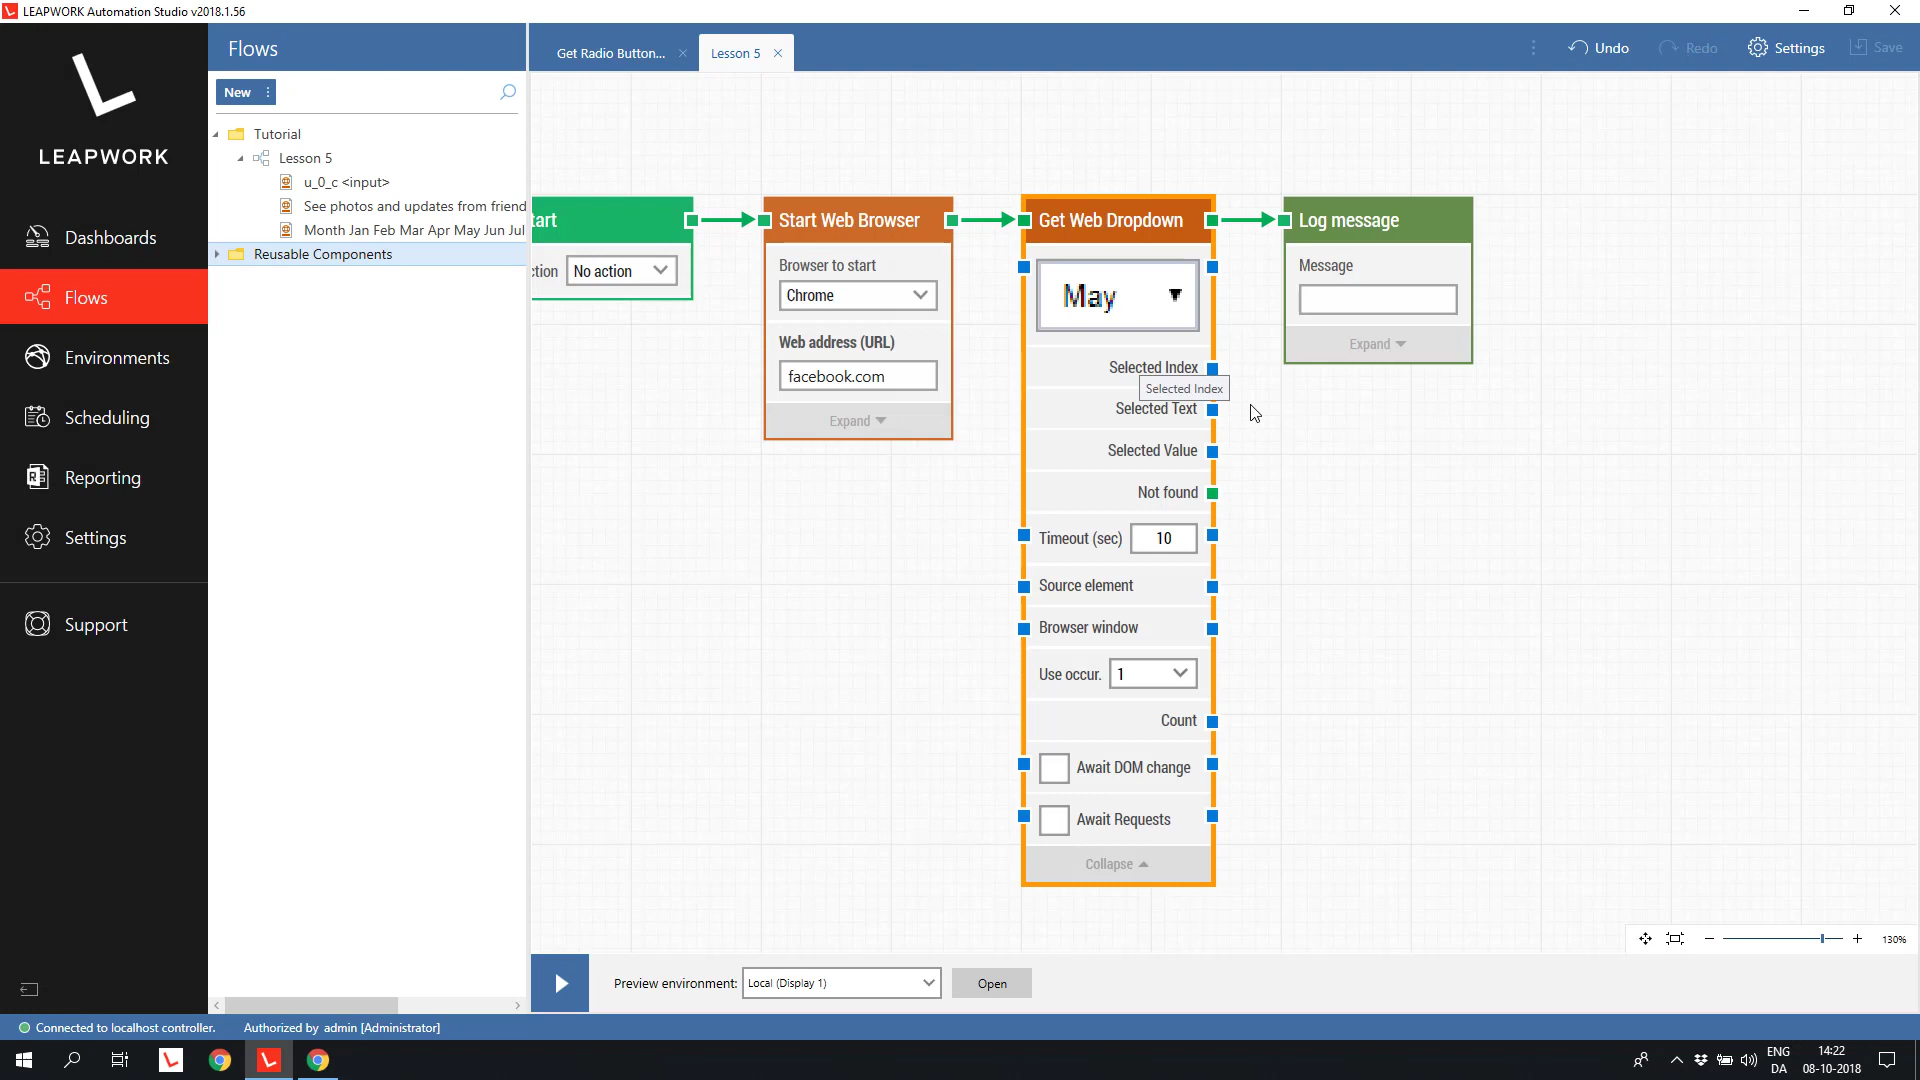 LEAPWORK Automation Studio v2018.1.56
LEAPWORK
Dashboards
Flows
Environments
Scheduling
Reporting
Settings
Support
Flows
New
Tutorial
Lesson 5
u_0_c <input>
See photos and updates from friend
Month Jan Feb Mar Apr May Jun Jul
Reusable Components
Get Radio Button...
Lesson 5
Undo
Redo
Settings
Save
tart
ction
No action
Start Web Browser
Browser to start
Chrome
Web address (URL)
facebook.com
Expand
Get Web Dropdown
May
Selected Index
Selected Index
Selected Text
Selected Value
Not found
Timeout (sec) 10
Source element
Browser window
Use occur. 1
Count
Await DOM change
Await Requests
Collapse
Log message
Message
Expand
130%
Preview environment: Local (Display 1) Open
Connected to localhost controller. Authorized by admin [Administrator]
ENG
DA
14:22
08-10-2018